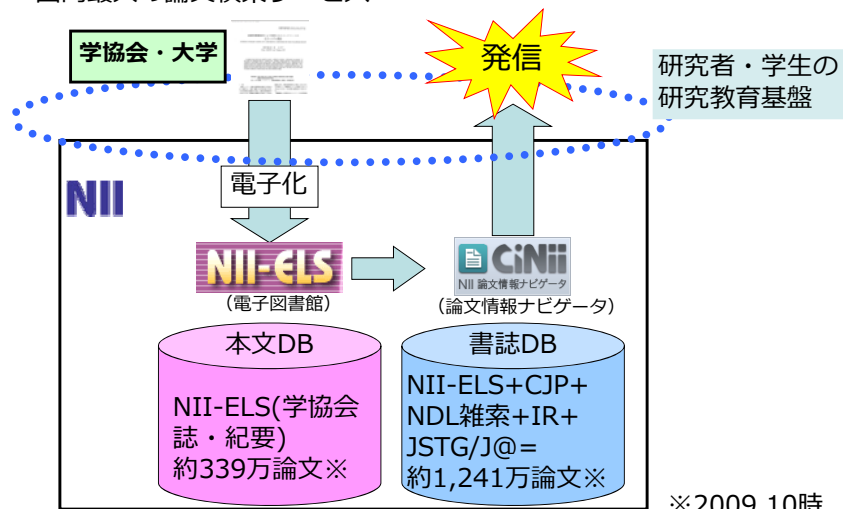 学協会・大学
発信
研究者・学生の
研究教育基盤
NII
電子化
NII-ELS
(電子図書館)
CiNii
NII 論文情報ナビゲータ
(論文情報ナビゲータ)
本文DB
NII-ELS(学協会
誌・紀要)
約339万論文※
書誌DB
NII-ELS+CJP+
NDL雑索+IR+
JSTG/J@=
約1,241万論文※
※2009.10時